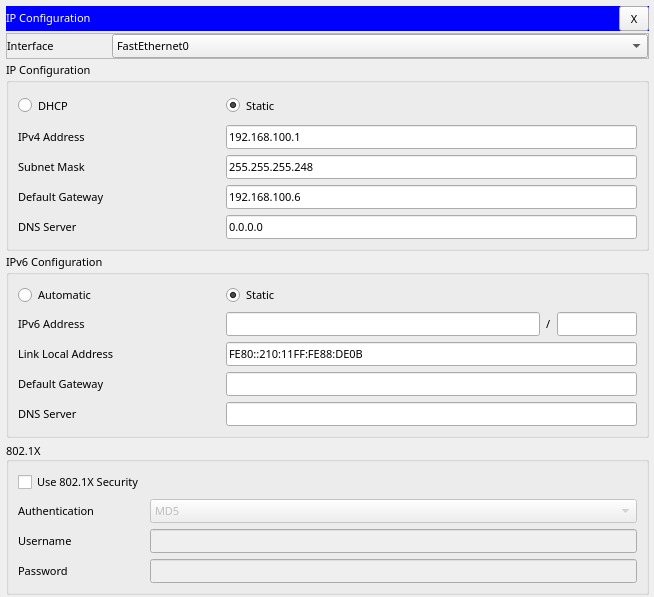 IP Configuration X
Interface FastEthernet0
IP Configuration
DHCP Static
IPv4 Address 192.168.100.1
Subnet Mask 255.255.255.248
Default Gateway 192.168.100.6
DNS Server 0.0.0.0
IPv6 Configuration
Automatic Static
IPv6 Address /
Link Local Address FE80::210:11FF:FE88:DE0B
Default Gateway
DNS Server
802.1X
Use 802.1X Security
Authentication MD5
Username
Password